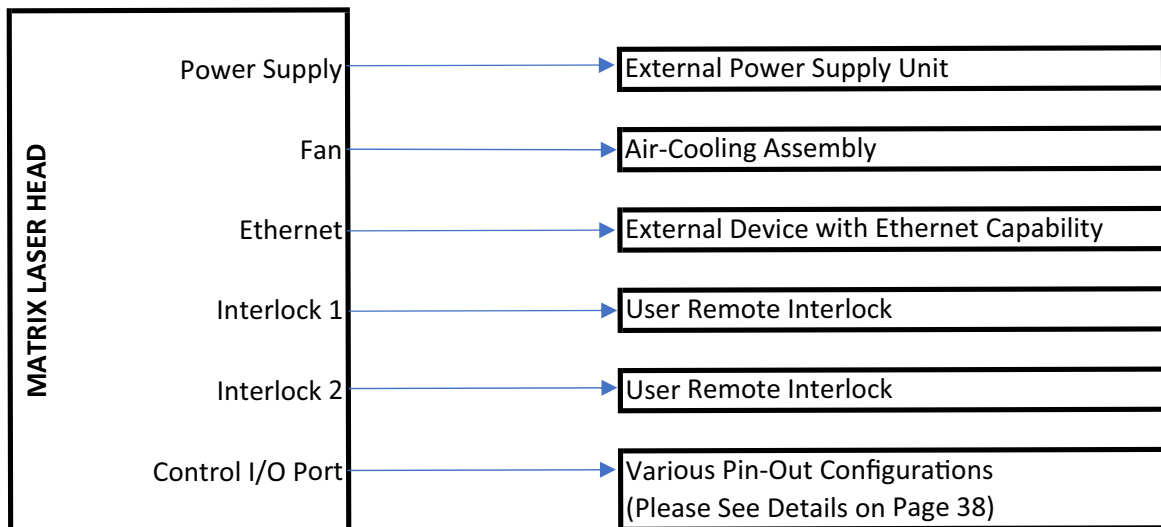 MATRIX LASER HEAD
Power Supply
External Power Supply Unit
Fan
Air-Cooling Assembly
Ethernet
External Device with Ethernet Capability
Interlock 1
User Remote Interlock
Interlock 2
User Remote Interlock
Control I/O Port
Various Pin-Out Configurations
(Please See Details on Page 38)